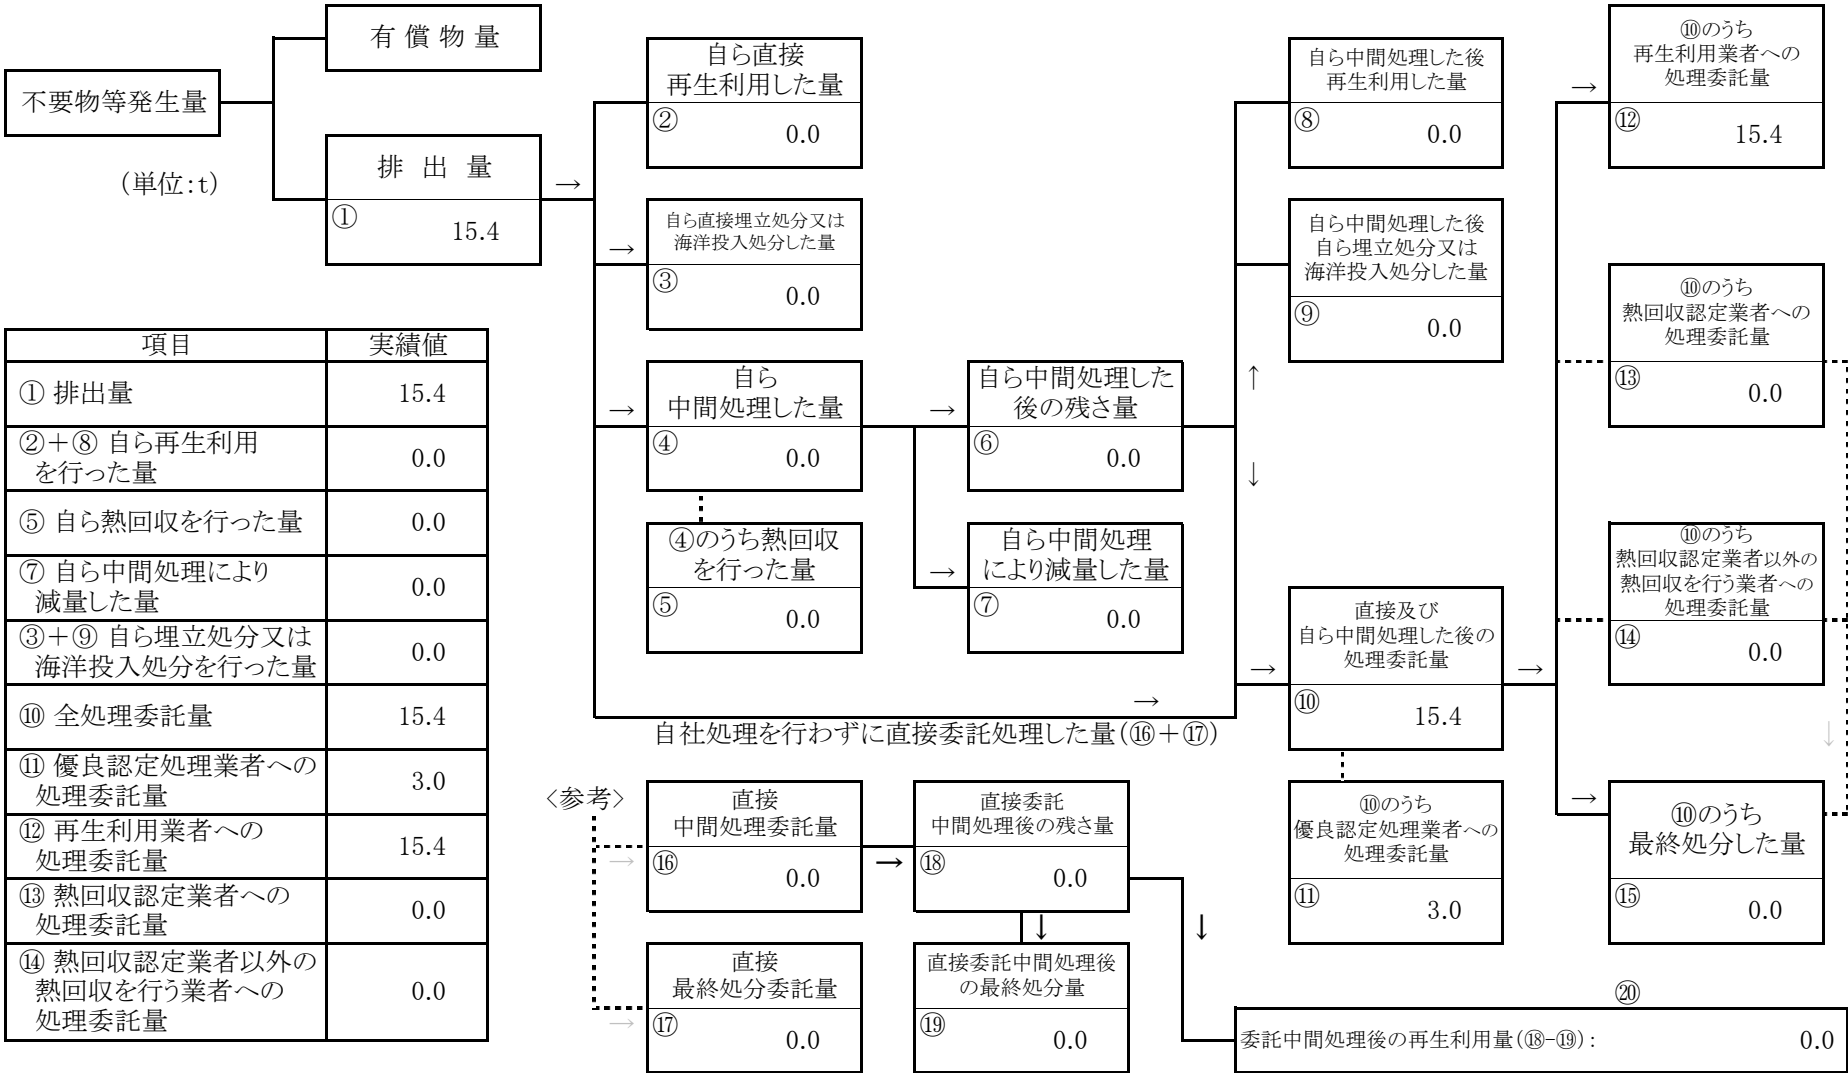 不要物等発生量
有 償 物 量
(単位:t)
排 出 量
①
15.4
自ら直接
再生利用した量
②
0.0
自ら直接埋立処分又は
海洋投入処分した量
③
0.0
自ら
中間処理した量
④
0.0
④のうち熱回収
を行った量
⑤
0.0
自ら中間処理した
後の残さ量
⑥
0.0
自ら中間処理
により減量した量
⑦
0.0
自ら中間処理した後
再生利用した量
⑧
0.0
自ら中間処理した後
自ら埋立処分又は
海洋投入処分した量
⑨
0.0
直接及び
自ら中間処理した後の
処理委託量
⑩
15.4
⑩のうち
優良認定処理業者への
処理委託量
⑪
3.0
⑩のうち
再生利用業者への
処理委託量
⑫
15.4
⑩のうち
熱回収認定業者への
処理委託量
⑬
0.0
⑩のうち
熱回収認定業者以外の
熱回収を行う業者への
処理委託量
⑭
0.0
⑩のうち
最終処分した量
⑮
0.0
自社処理を行わずに直接委託処理した量(⑯+⑰)
〈参考〉
直接
中間処理委託量
⑯
0.0
直接
最終処分委託量
⑰
0.0
直接委託
中間処理後の残さ量
⑱
0.0
直接委託中間処理後
の最終処分量
⑲
0.0
⑳
委託中間処理後の再生利用量(⑱-⑲): 0.0
項目 実績値
① 排出量 15.4
②+⑧ 自ら再生利用
を行った量 0.0
⑤ 自ら熱回収を行った量 0.0
⑦ 自ら中間処理により
減量した量 0.0
③+⑨ 自ら埋立処分又は
海洋投入処分を行った量 0.0
⑩ 全処理委託量 15.4
⑪ 優良認定処理業者への
処理委託量 3.0
⑫ 再生利用業者への
処理委託量 15.4
⑬ 熱回収認定業者への
処理委託量 0.0
⑭ 熱回収認定業者以外の
熱回収を行う業者への
処理委託量 0.0